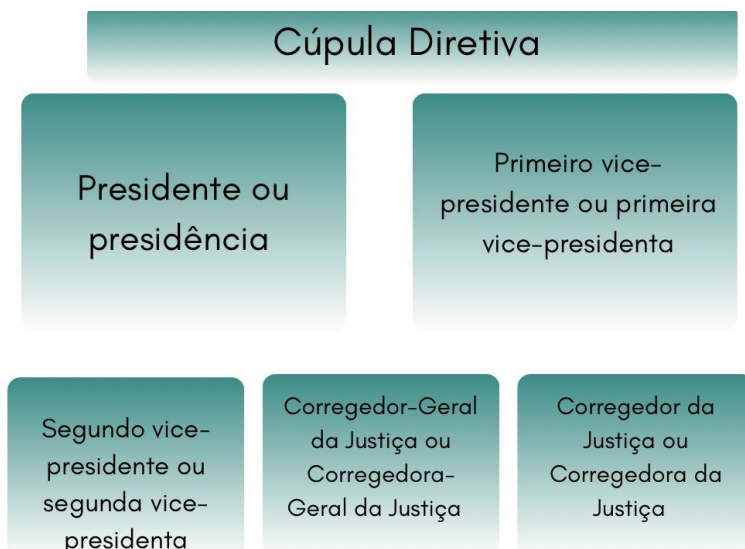 Cúpula Diretiva
Presidente ou
presidência
Primeiro vice-
presidente ou primeira
vice-presidenta
Segundo vice-
presidente ou
segunda vice-
presidenta
Corregedor-Geral
da Justiça ou
Corregedora-
Geral da Justiça
Corregedor da
Justiça ou
Corregedora da
Justiça